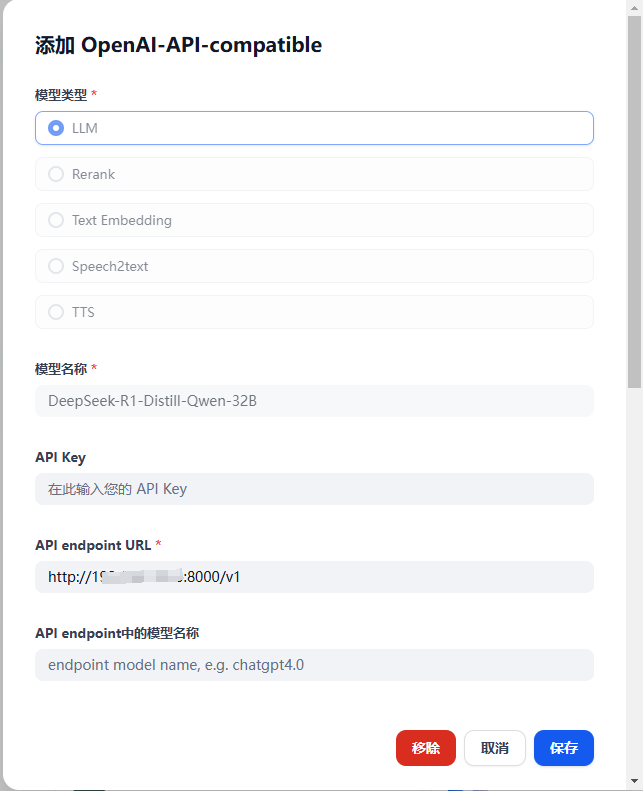 添加 OpenAI-API-compatible
模型类型 *
LLM
Rerank
Text Embedding
Speech2text
TTS
模型名称 *
DeepSeek-R1-Distill-Qwen-32B
API Key
在此输入您的 API Key
API endpoint URL *
http://19 :8000/v1
API endpoint中的模型名称
endpoint model name, e.g. chatgpt4.0
移除 取消 保存